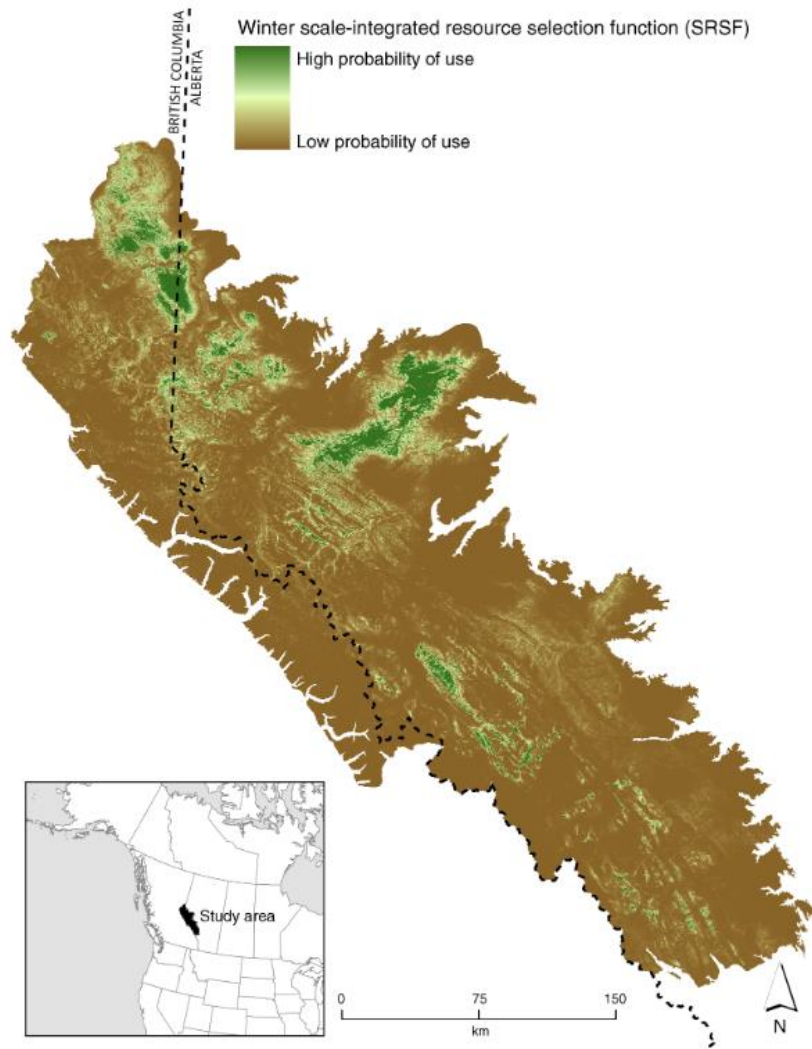 Winter scale-integrated resource selection function (SRSF)
High probability of use
Low probability of use
BRITISH COLUMBIA
ALBERTA
Study area
0 75 150
km
N